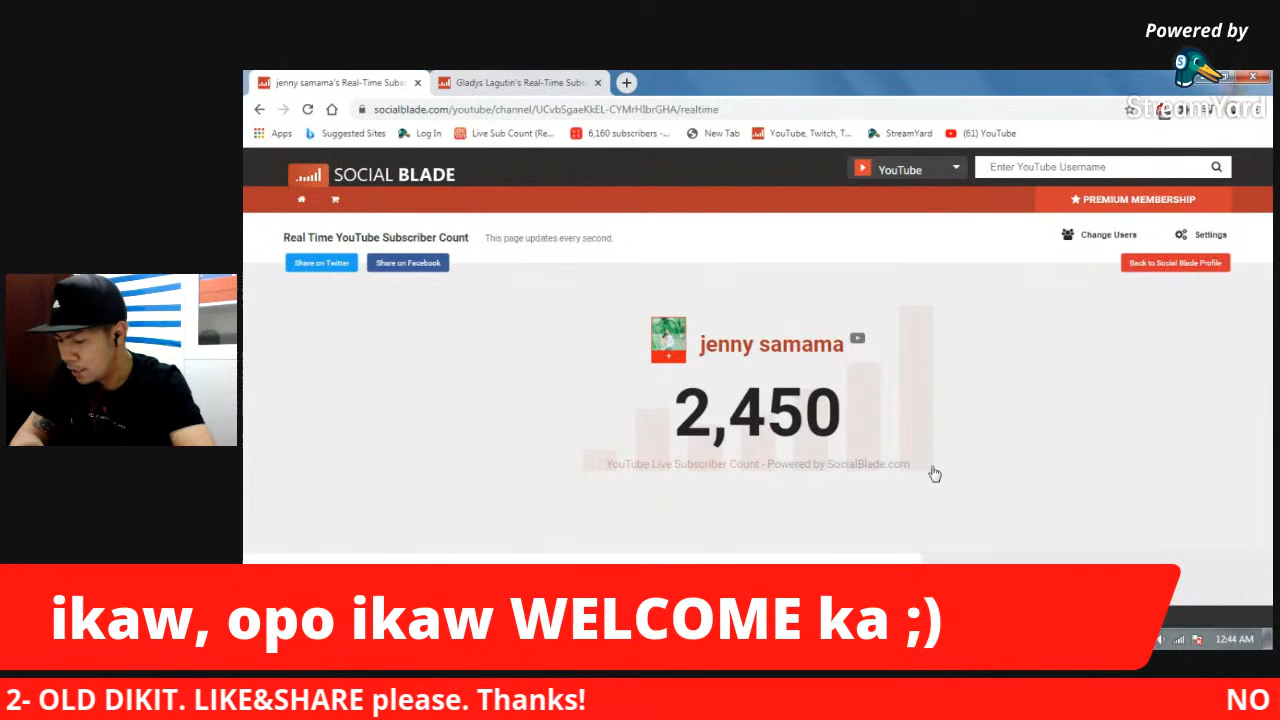 Powered by
StreamYard
jenny samama's Real-Time Subs
Gladys Lagutin's Real-Time Subs
socialblade.com/youtube/channel/UCvbSgaeKkEL-CYMrHIbrGHA/realtime
Apps
Suggested Sites
Log In
Live Sub Count (Re...
6,160 subscribers -...
New Tab
YouTube, Twitch, T...
StreamYard
(61) YouTube
SOCIAL BLADE
YouTube
Enter YouTube Username
PREMIUM MEMBERSHIP
Real Time YouTube Subscriber Count
This page updates every second.
Change Users
Settings
Share on Twitter
Share on Facebook
Back to Social Blade Profile
jenny samama
2,450
YouTube Live Subscriber Count - Powered by SocialBlade.com
ikaw, opo ikaw WELCOME ka ;)
12:44 AM
2- OLD DIKIT. LIKE&SHARE please. Thanks!
NO